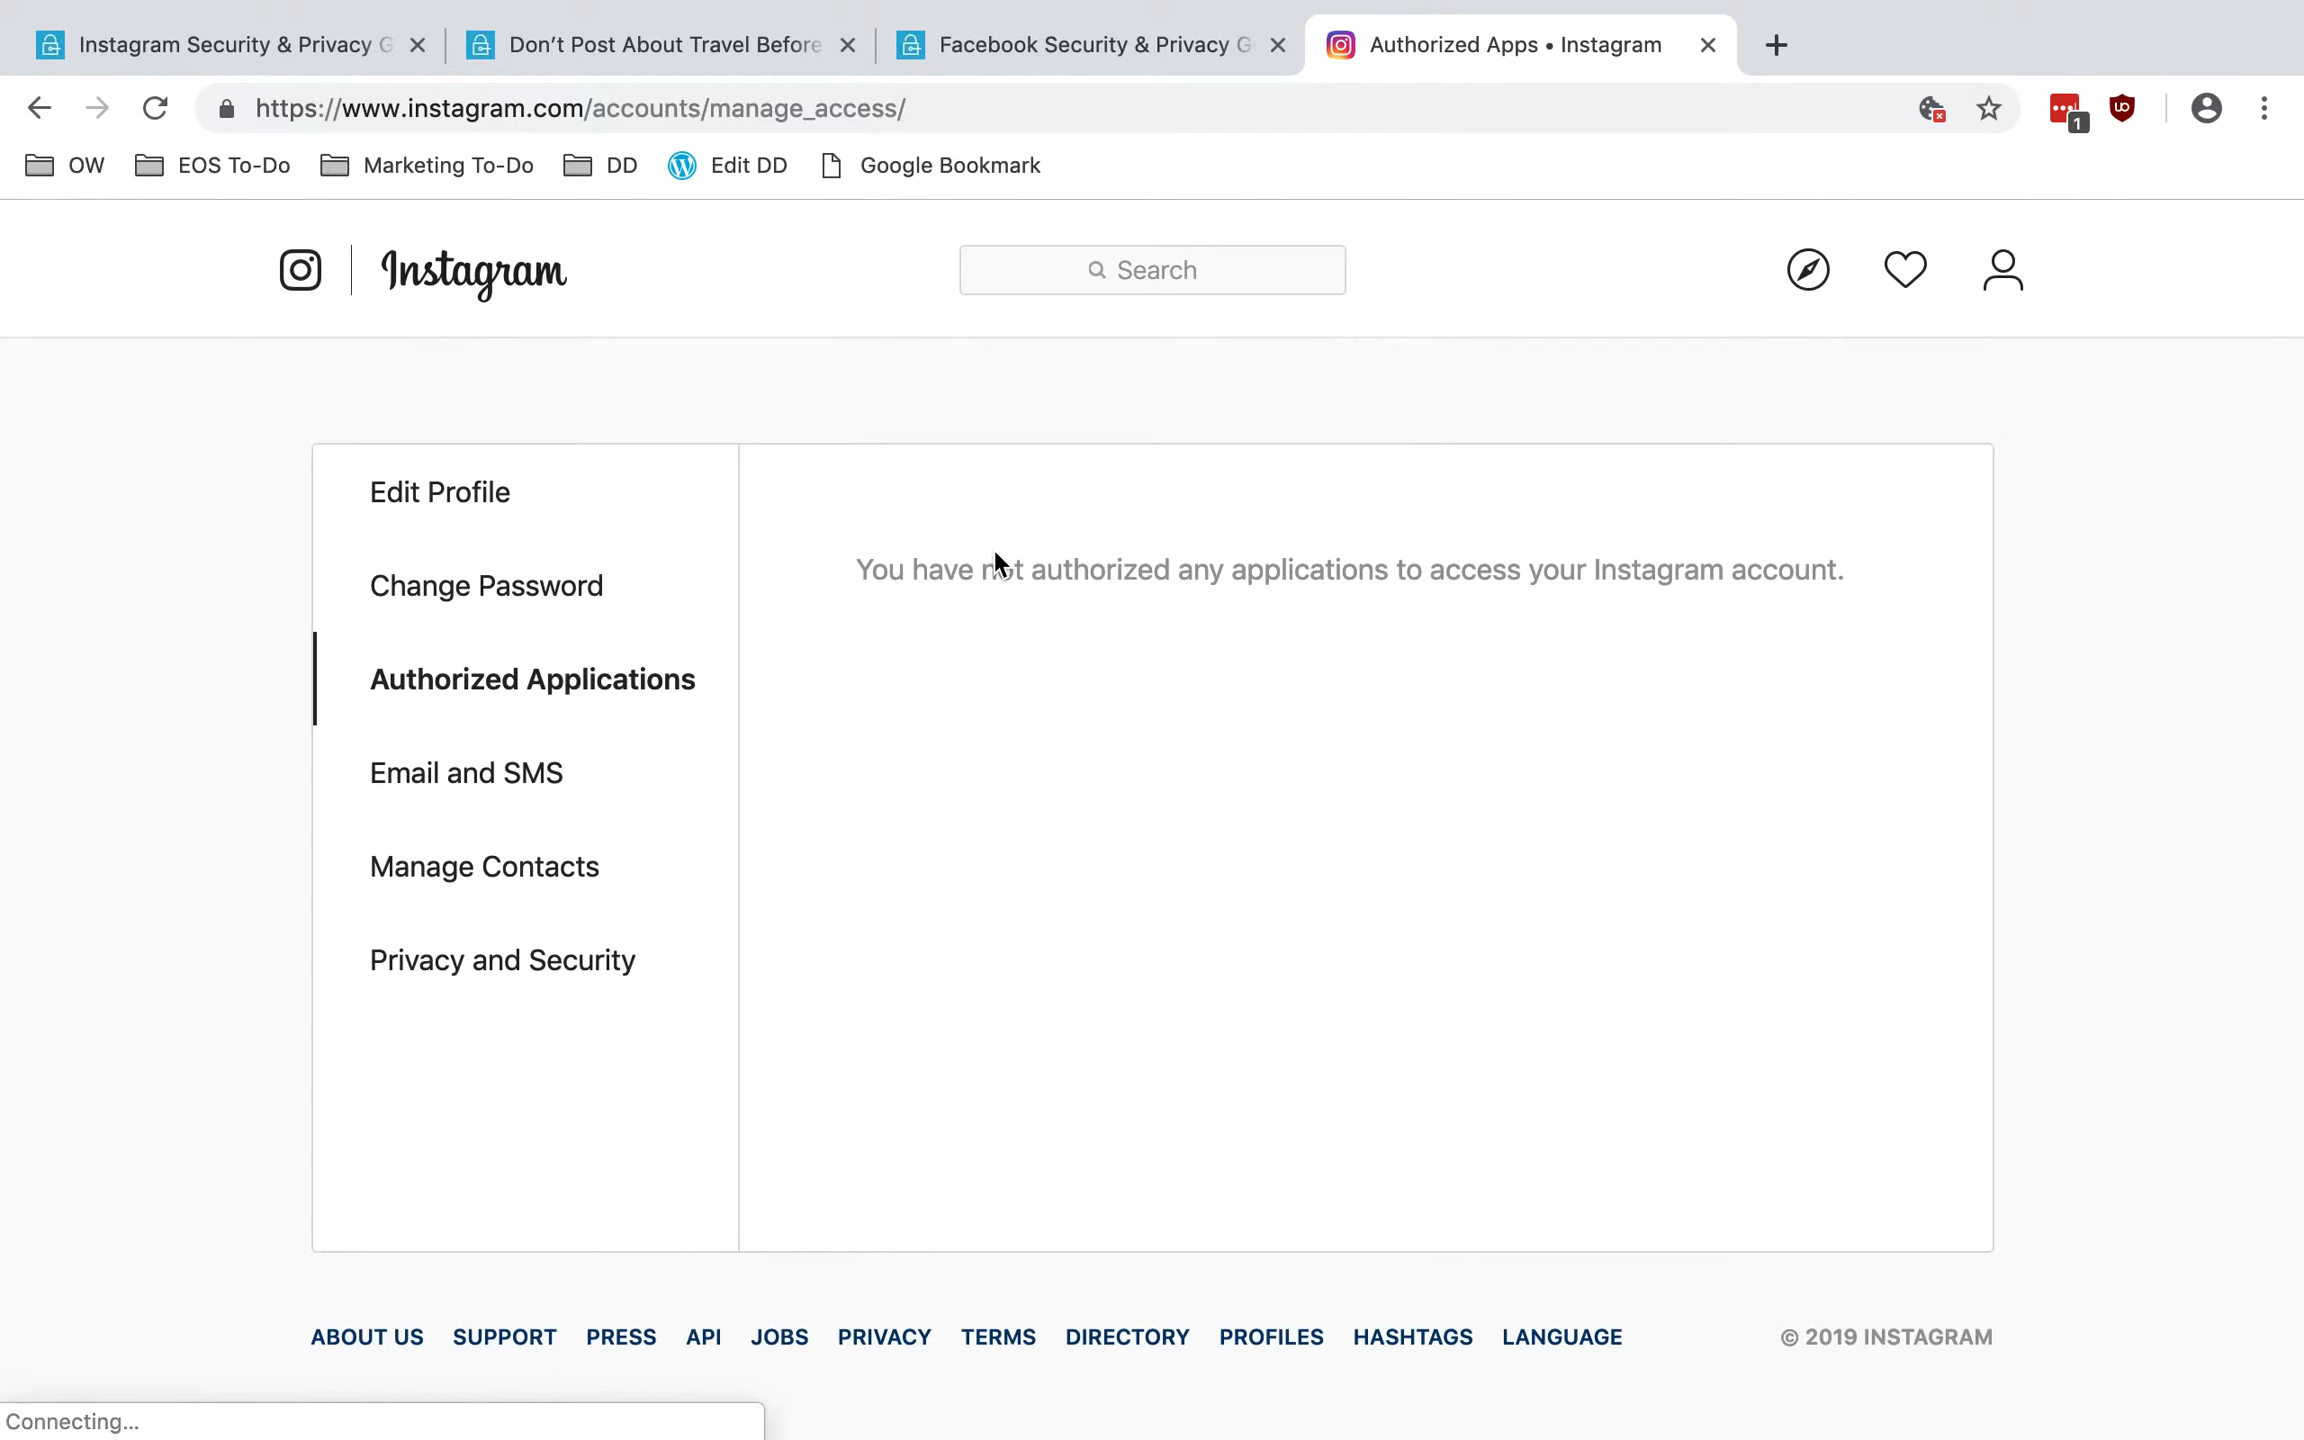 Instagram Security & Privacy G
Don’t Post About Travel Before
Facebook Security & Privacy G
Authorized Apps • Instagram
https://www.instagram.com/accounts/manage_access/
1
OW
EOS To-Do
Marketing To-Do
DD
Edit DD
Google Bookmark
Instagram
Search
Edit Profile
Change Password
Authorized Applications
Email and SMS
Manage Contacts
Privacy and Security
You have not authorized any applications to access your Instagram account.
ABOUT US SUPPORT PRESS API JOBS PRIVACY TERMS DIRECTORY PROFILES HASHTAGS LANGUAGE © 2019 INSTAGRAM
Connecting...